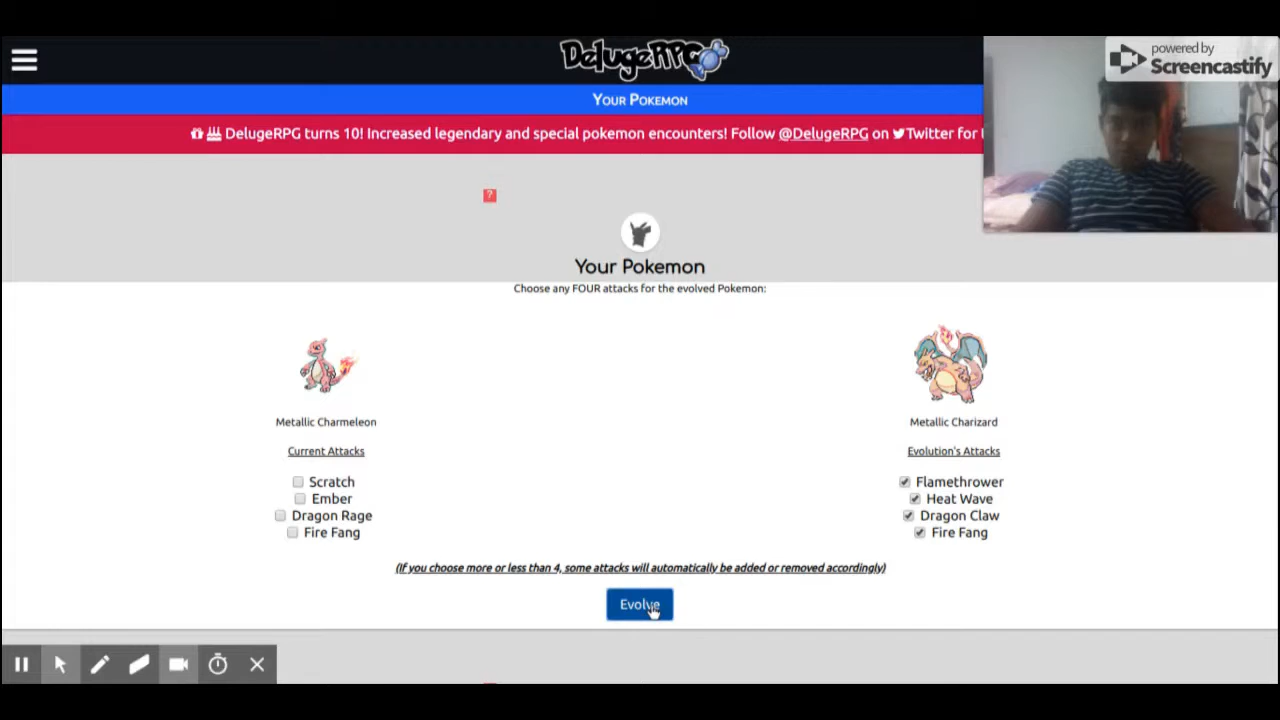 powered by
Screencastify
DelugeRPG
Your Pokemon
DelugeRPG turns 10! Increased legendary and special pokemon encounters! Follow @DelugeRPG on Twitter for
?
Your Pokemon
Choose any FOUR attacks for the evolved Pokemon:
Metallic Charmeleon
Metallic Charizard
Current Attacks
Evolution's Attacks
Scratch
Flamethrower
Ember
Heat Wave
Dragon Rage
Dragon Claw
Fire Fang
Fire Fang
(If you choose more or less than 4, some attacks will automatically be added or removed accordingly)
Evolve